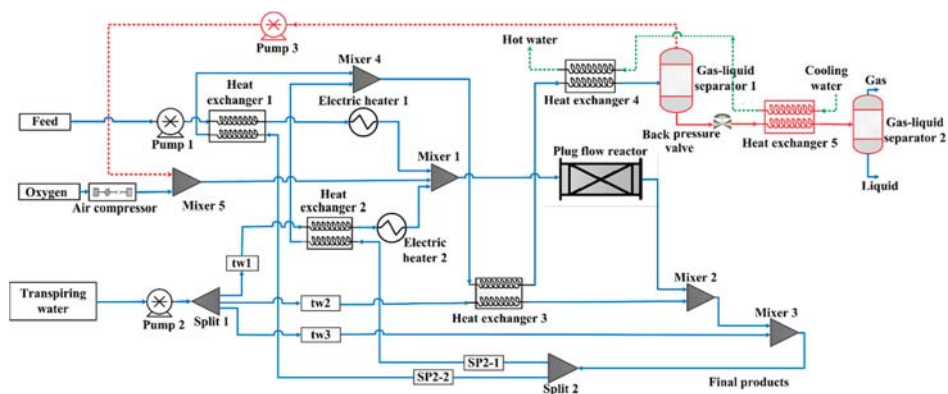 Pump 3
Mixer 4
Hot water
Heat exchanger 4
Gas-liquid
separator 1
Cooling
water
Gas
Heat
exchanger 1
Electric heater 1
Feed
Pump 1
Back pressure
valve
Heat exchanger 5
Gas-liquid
separator 2
Mixer 1
Plug flow reactor
Liquid
Oxygen
Air compressor
Mixer 5
Heat
exchanger 2
Electric
heater 2
tw1
Transpiring
water
Pump 2
Split 1
tw2
Heat exchanger 3
Mixer 2
tw3
Mixer 3
SP2-1
SP2-2
Split 2
Final products